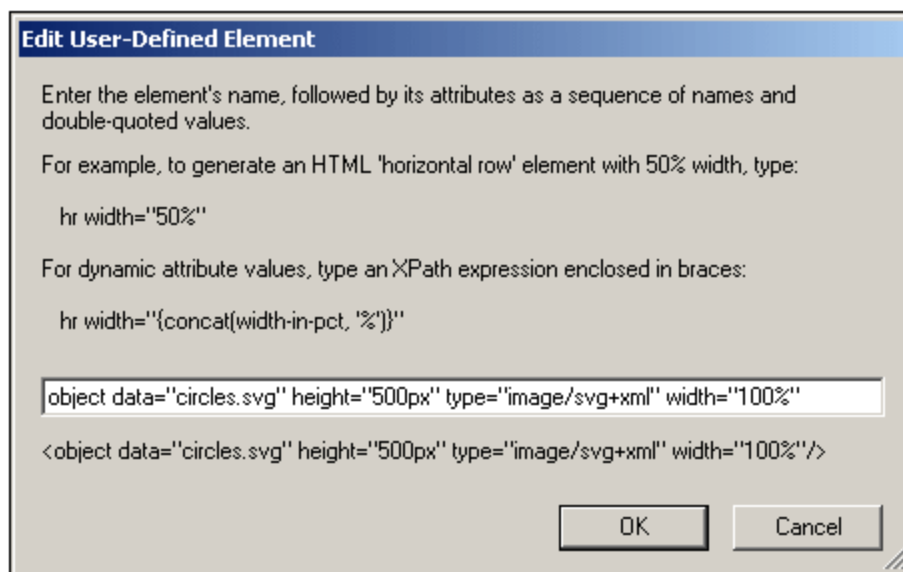 Edit User-Defined Element
Enter the element's name, followed by its attributes as a sequence of names and
double-quoted values.
For example, to generate an HTML 'horizontal row' element with 50% width, type:
hr width="50%"
For dynamic attribute values, type an XPath expression enclosed in braces:
hr width="{concat(width-in-pct, '%')}"
object data="circles.svg" height="500px" type="image/svg+xml" width="100%"
<object data="circles.svg" height="500px" type="image/svg+xml" width="100%"/>
OK
Cancel